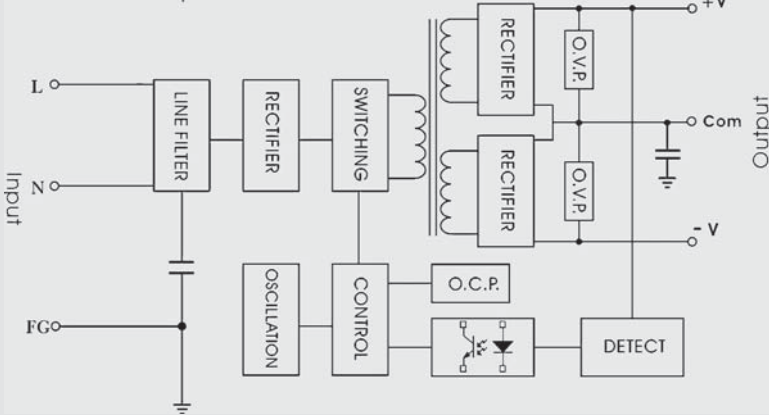 +V
L
LINE FILTER
RECTIFIER
SWITCHING
RECTIFIER
O.V.P.
Com
Output
Input
N
RECTIFIER
O.V.P.
- V
OSCILLATION
CONTROL
O.C.P.
FG
DETECT